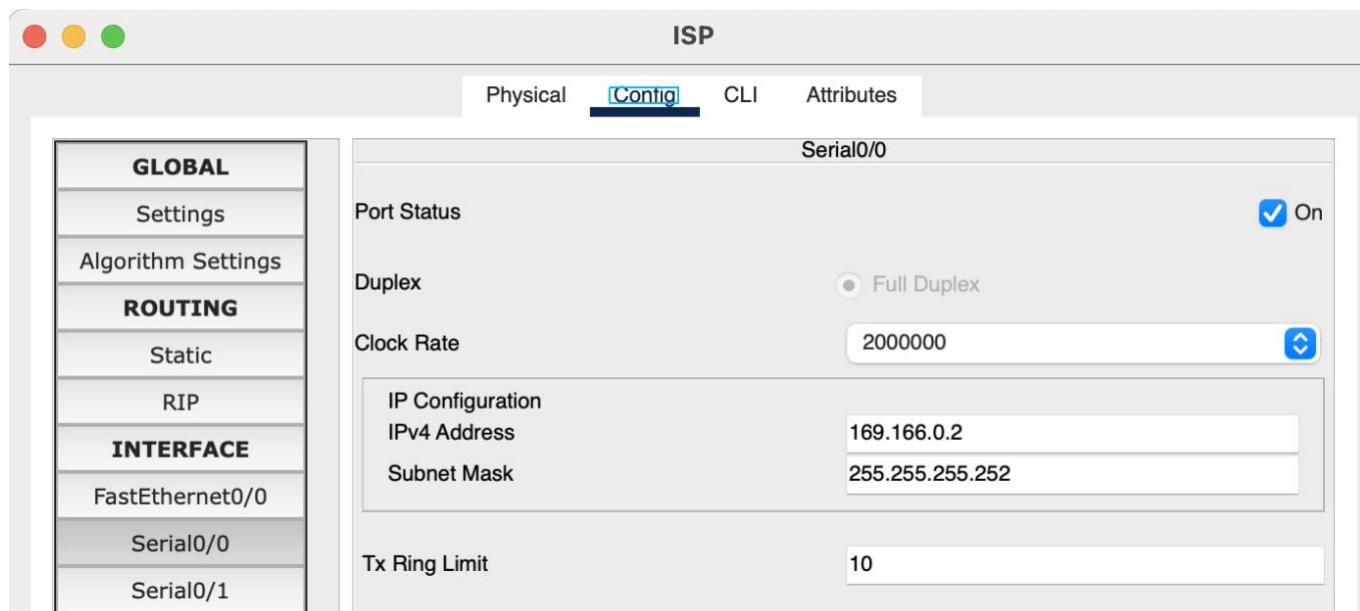 ISP
Physical Config CLI Attributes
GLOBAL
Settings
Algorithm Settings
ROUTING
Static
RIP
INTERFACE
FastEthernet0/0
Serial0/0
Serial0/1
Serial0/0
Port Status On
Duplex Full Duplex
Clock Rate 2000000
IP Configuration
IPv4 Address 169.166.0.2
Subnet Mask 255.255.255.252
Tx Ring Limit 10